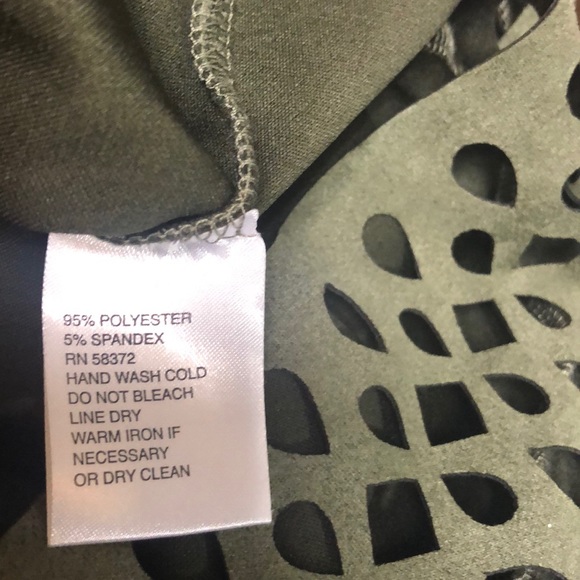 95% POLYESTER
5% SPANDEX
RN 58372
HAND WASH COLD
DO NOT BLEACH
LINE DRY
WARM IRON IF
NECESSARY
OR DRY CLEAN